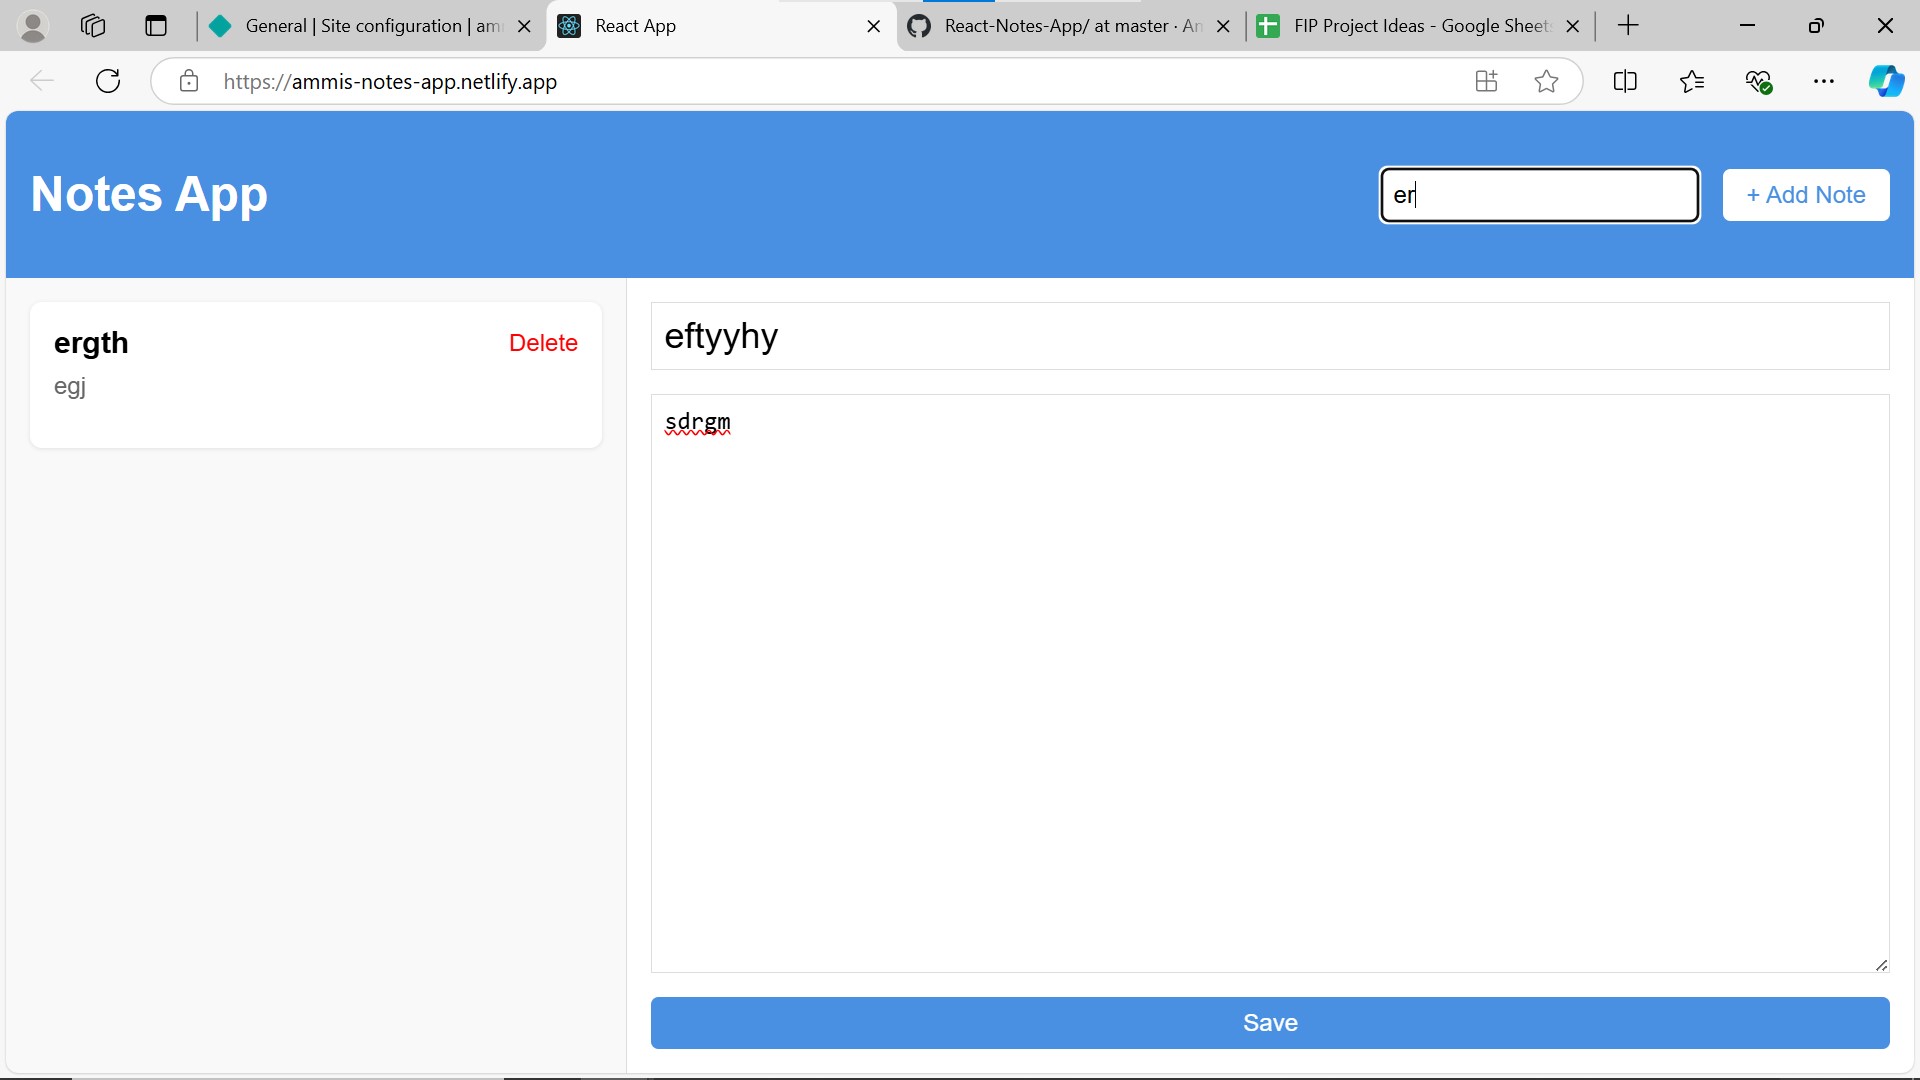 General | Site configuration | am
React App
React-Notes-App/ at master · An
FIP Project Ideas - Google Sheets
https://ammis-notes-app.netlify.app
Notes App
er
+ Add Note
ergth
Delete
egj
eftyyhy
sdrgm
Save